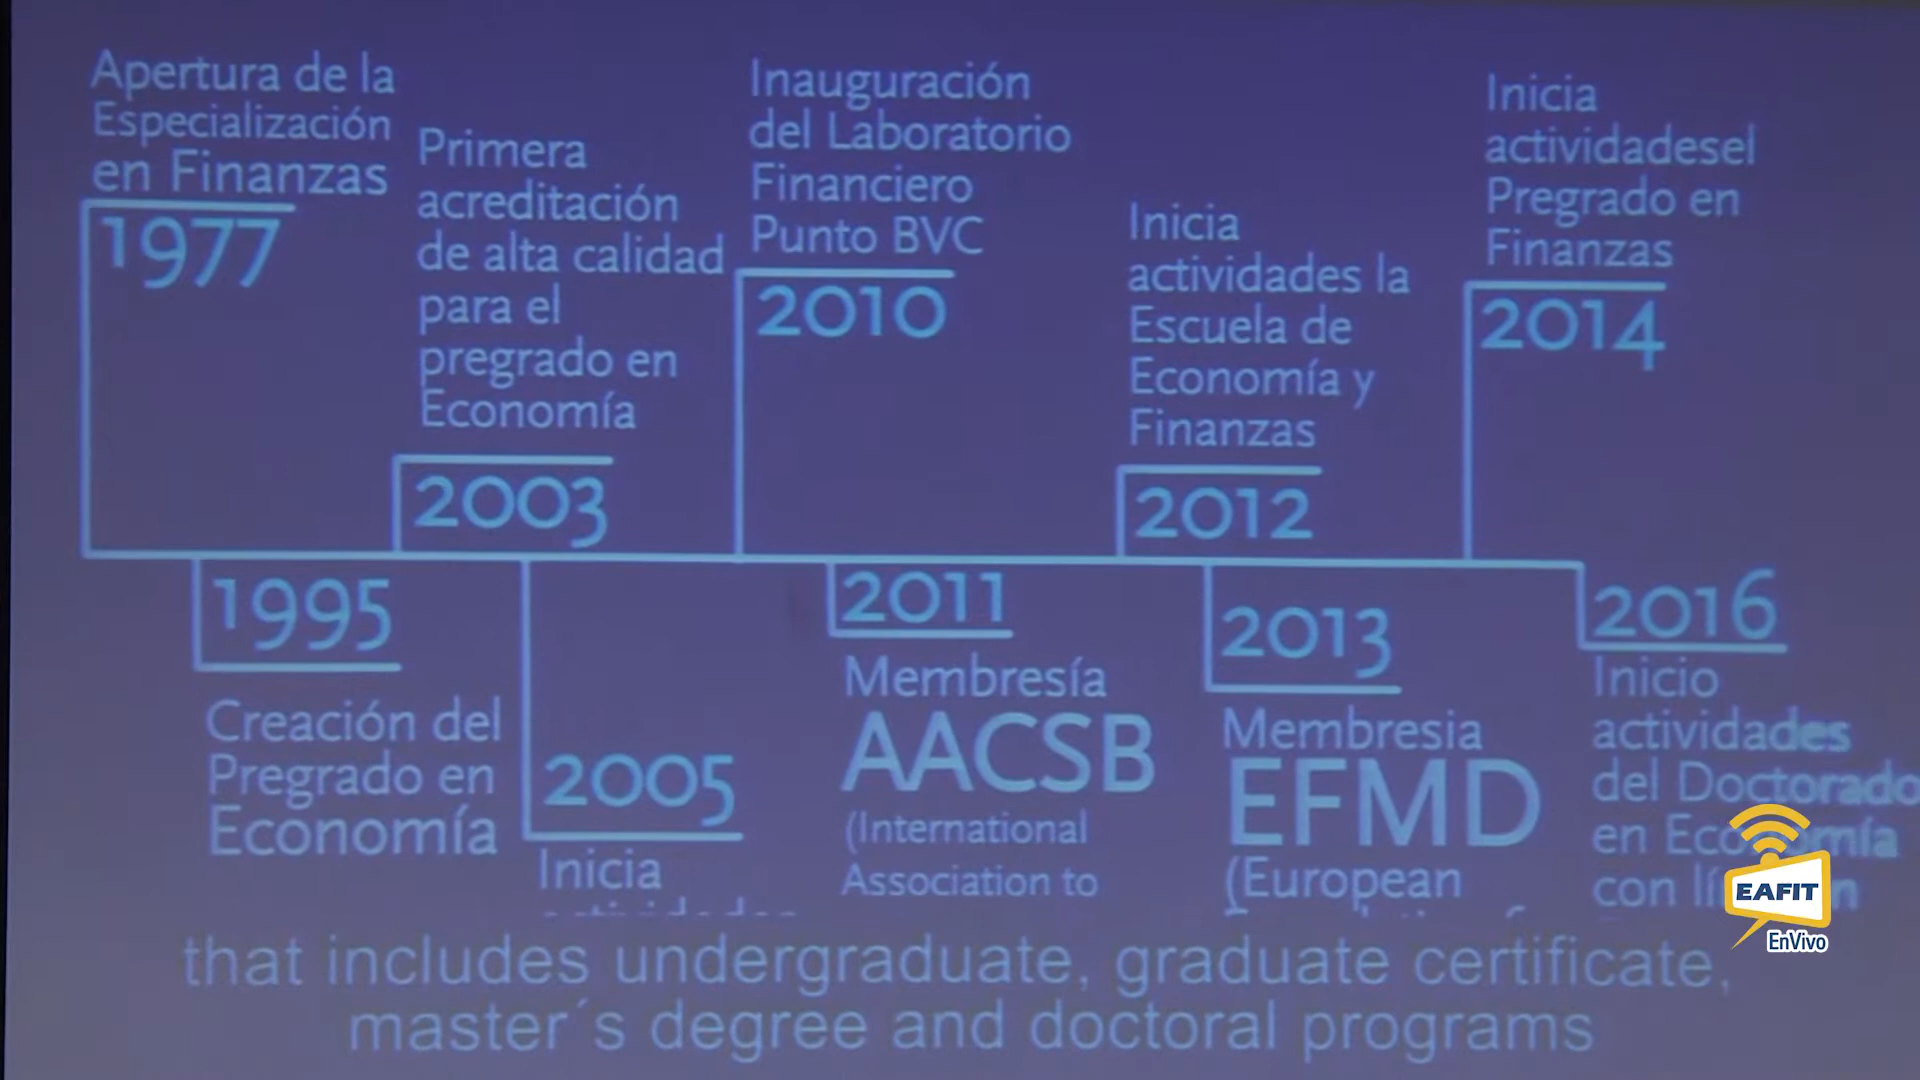 Apertura de la
Especialización
en Finanzas
1977
Primera
acreditación
de alta calidad
para el
pregrado en
Economía
2003
Inauguración
del Laboratorio
Financiero
Punto BVC
2010
Inicia
actividades la
Escuela de
Economía y
Finanzas
2012
Inicia
actividadesel
Pregrado en
Finanzas
2014
1995
Creación del
Pregrado en
Economía
2005
Inicia
2011
Membresía
AACSB
(International
Association to
2013
Membresia
EFMD
(European
2016
Inicio
actividades
del Doctorado
en Economía
con
that includes undergraduate, graduate certificate,
master´s degree and doctoral programs
EAFIT
EnVivo